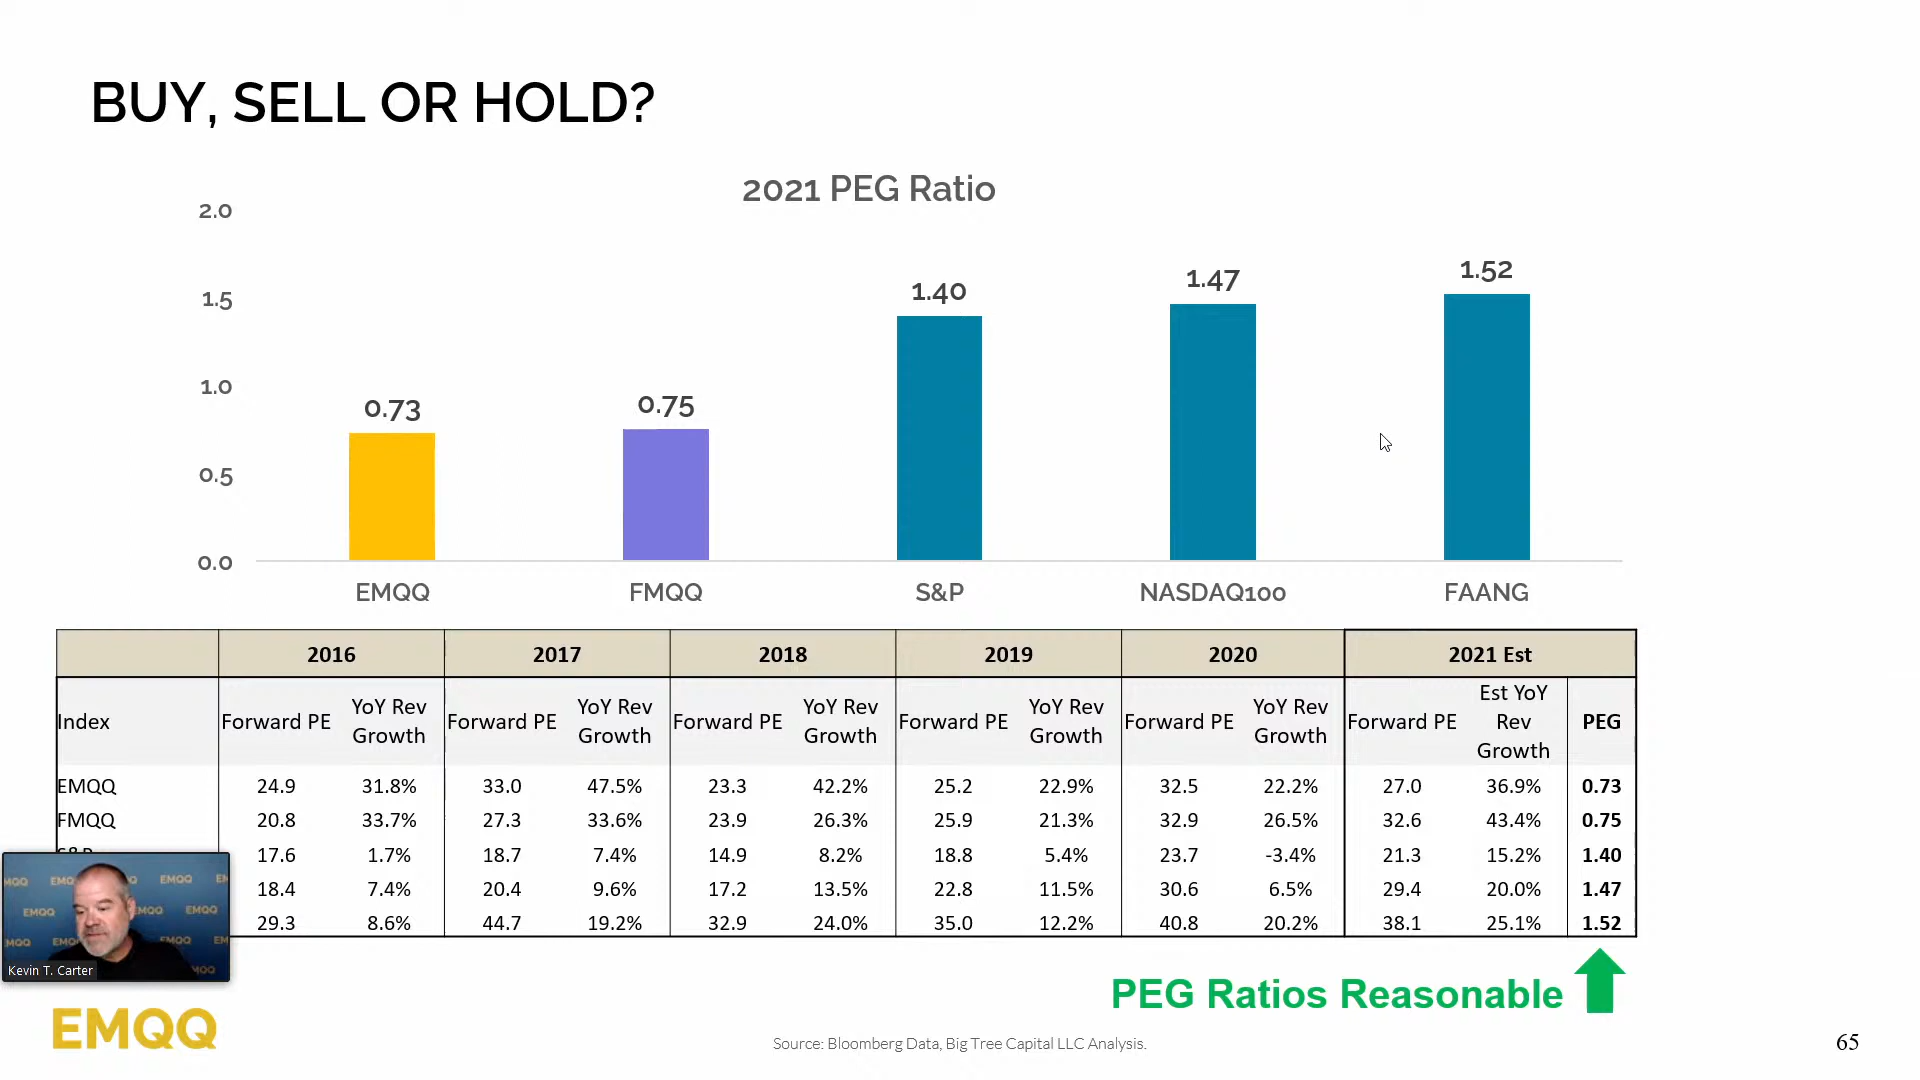 BUY, SELL OR HOLD?
2021 PEG Ratio
2.0
1.5
1.0
0.5
0.0
0.73
0.75
1.40
1.47
1.52
EMQQ FMQQ S&P NASDAQ100 FAANG
2016 2017 2018 2019 2020 2021 Est
Index Forward PE YoY Rev Growth Forward PE YoY Rev Growth Forward PE YoY Rev Growth Forward PE YoY Rev Growth Forward PE YoY Rev Growth Forward PE Est YoY Rev Growth PEG
EMQQ 24.9 31.8% 33.0 47.5% 23.3 42.2% 25.2 22.9% 32.5 22.2% 27.0 36.9% 0.73
FMQQ 20.8 33.7% 27.3 33.6% 23.9 26.3% 25.9 21.3% 32.9 26.5% 32.6 43.4% 0.75
S&P 17.6 1.7% 18.7 7.4% 14.9 8.2% 18.8 5.4% 23.7 -3.4% 21.3 15.2% 1.40
18.4 7.4% 20.4 9.6% 17.2 13.5% 22.8 11.5% 30.6 6.5% 29.4 20.0% 1.47
29.3 8.6% 44.7 19.2% 32.9 24.0% 35.0 12.2% 40.8 20.2% 38.1 25.1% 1.52
Kevin T. Carter
PEG Ratios Reasonable
EMQQ
Source: Bloomberg Data, Big Tree Capital LLC Analysis.
65